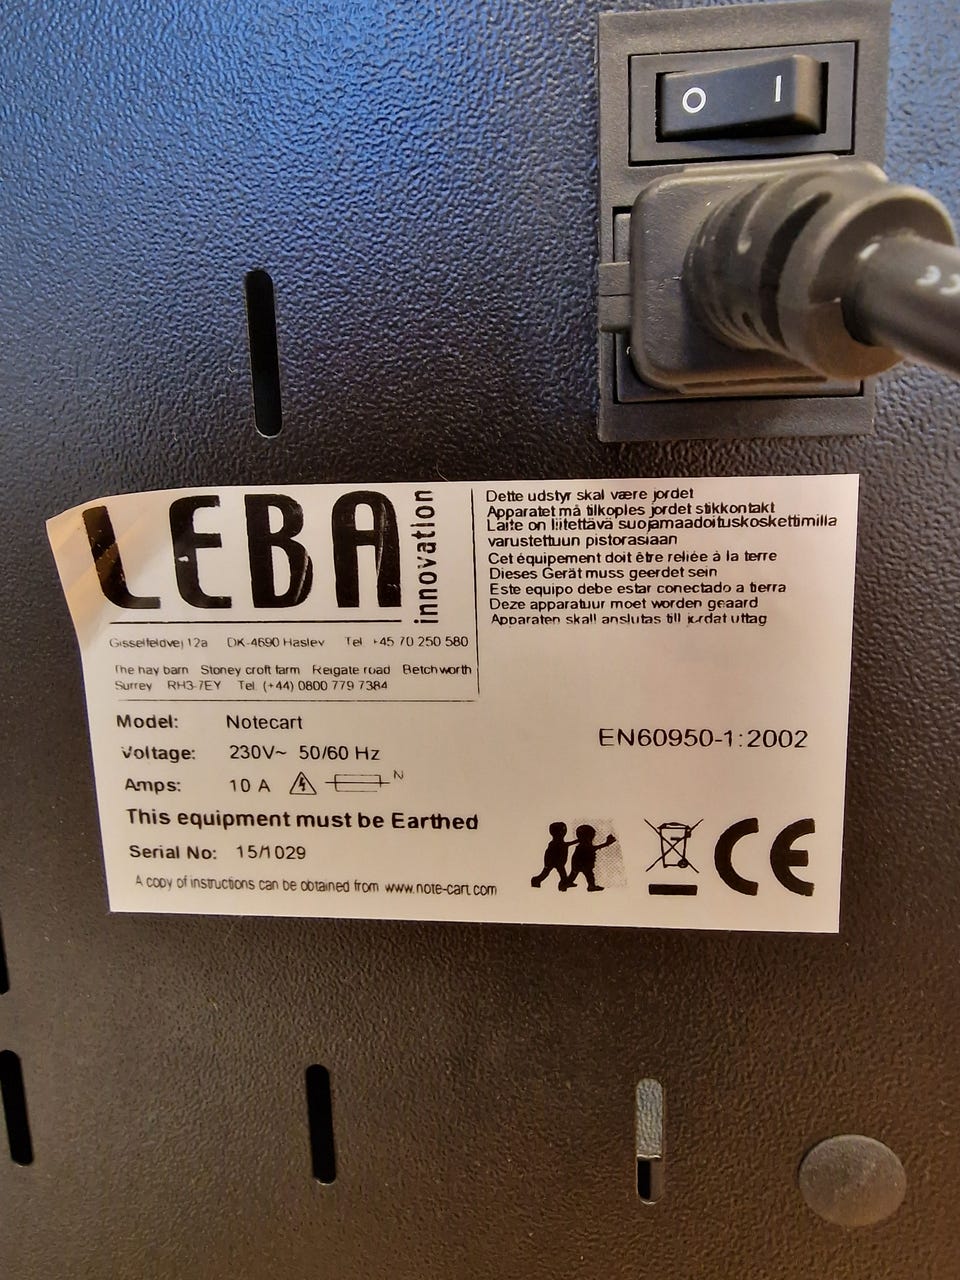 O I
LEBA
innovation
Gisselfeldvej 12a DK-4690 Haslev Tel +45 70 250 580
The hay barn Stoney croft farm Reigate road Betchworth
Surrey RH3-7EY Tel (+44) 0800 779 7384
Dette udstyr skal være jordet
Apparatet må tilkoples jordet stikkontakt
Laite on liitettävä suojamaadoituskoskettimilla
varustettuun pistorasiaan
Cet équipement doit être reliée à la terre
Dieses Gerät muss geerdet sein
Este equipo debe estar conectado a tierra
Deze apparatuur moet worden geaard
Apparaten skall anslutas till jordat uttag
Model: Notecart
Voltage: 230V~ 50/60 Hz
Amps: 10 A N
EN60950-1:2002
This equipment must be Earthed
Serial No: 15/1029
A copy of instructions can be obtained from www.note-cart.com
CE